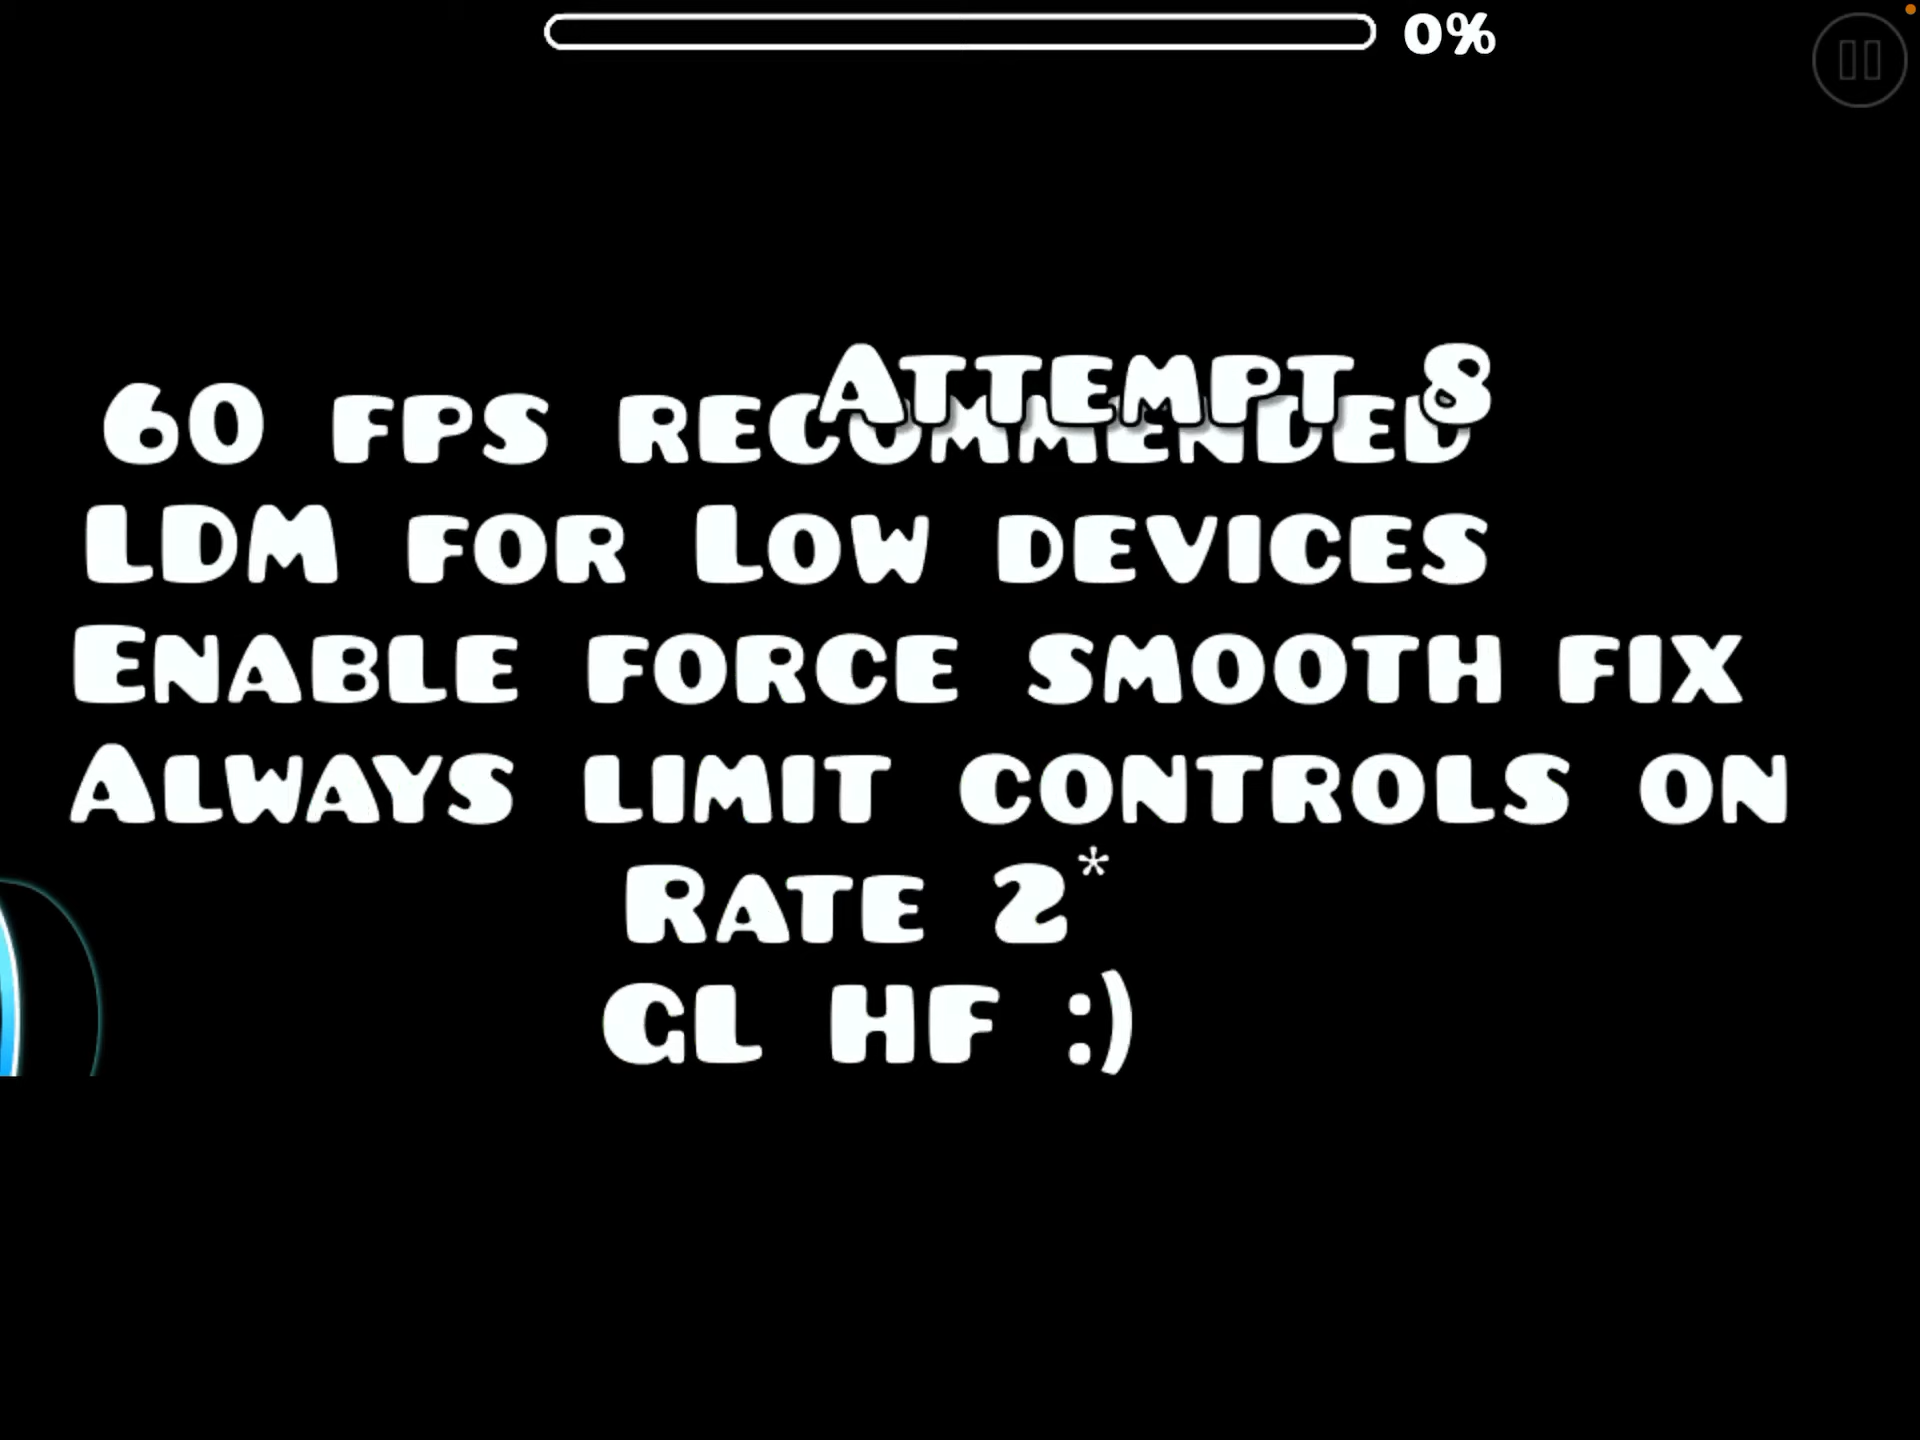 0%
Attempt 8
60 fps recommended
LDM for Low devices
Enable force smooth fix
Always limit controls on
Rate 2*
GL HF :)